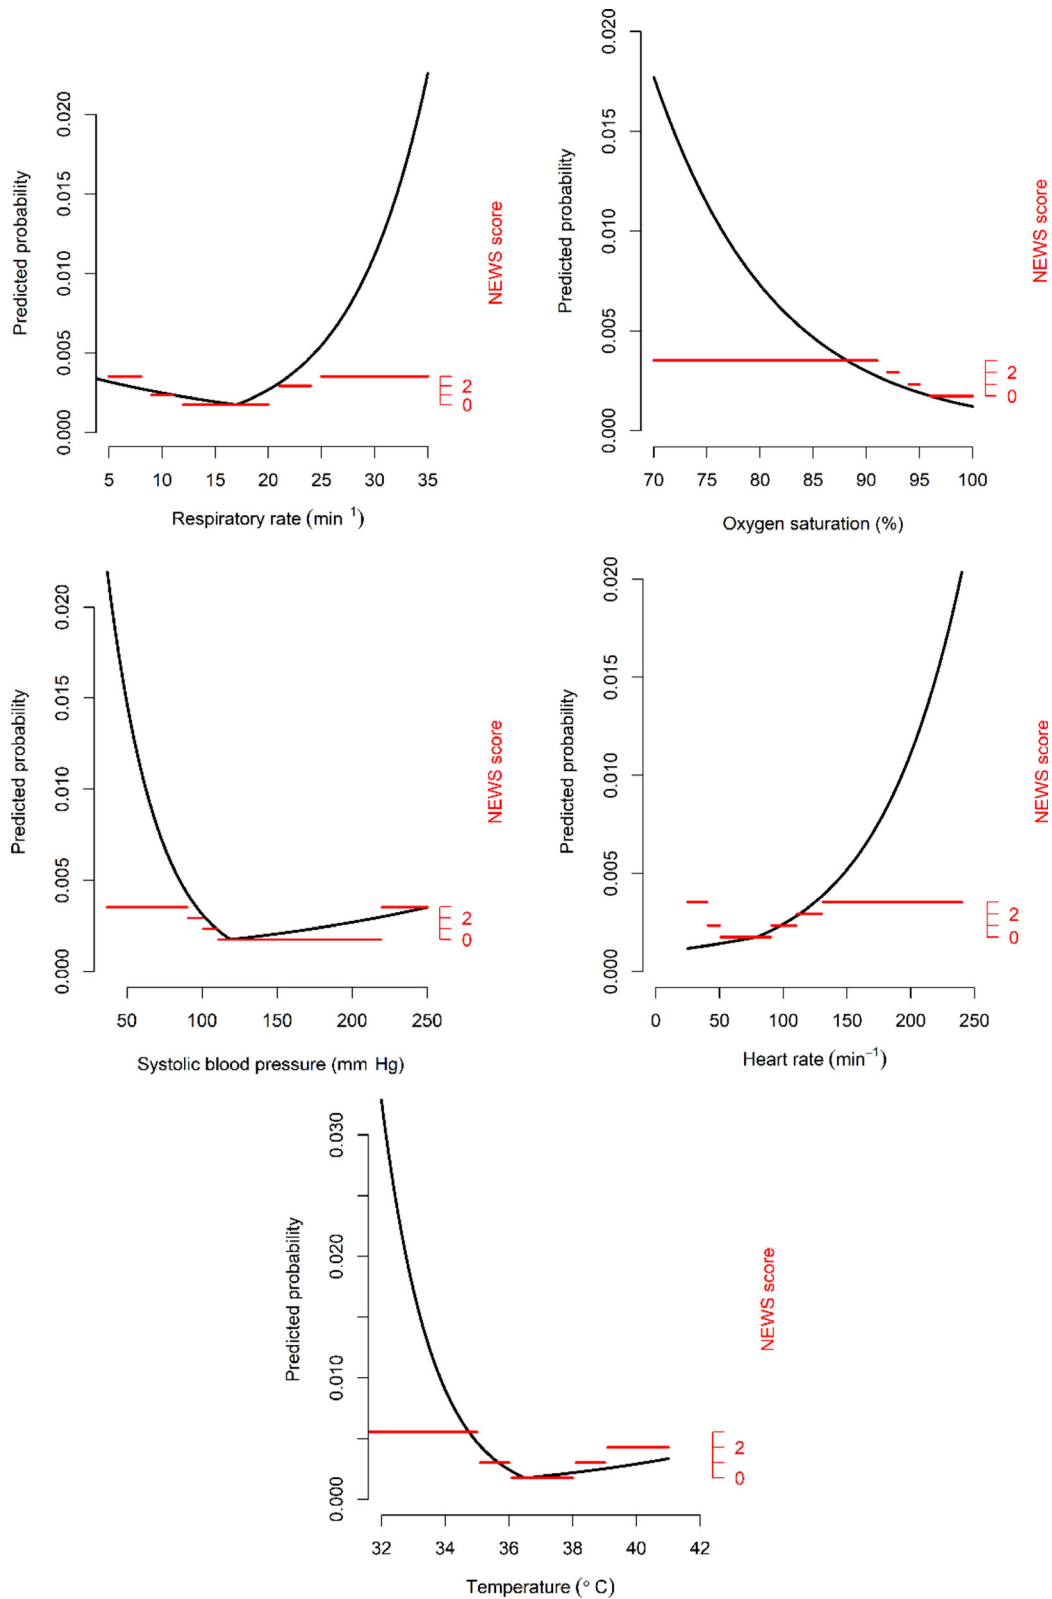 Predicted probability
0.000 0.005 0.010 0.015 0.020
5 10 15 20 25 30 35
Respiratory rate (min ¹)
0 2
NEWS score
Predicted probability
0.000 0.005 0.010 0.015 0.020
70 75 80 85 90 95 100
Oxygen saturation (%)
0 2
NEWS score
Predicted probability
0.000 0.005 0.010 0.015 0.020
50 100 150 200 250
Systolic blood pressure (mm Hg)
0 2
NEWS score
Predicted probability
0.000 0.005 0.010 0.015 0.020
0 50 100 150 200 250
Heart rate (min⁻¹)
0 2
NEWS score
Predicted probability
0.000 0.010 0.020 0.030
32 34 36 38 40 42
Temperature (° C)
0 2
NEWS score